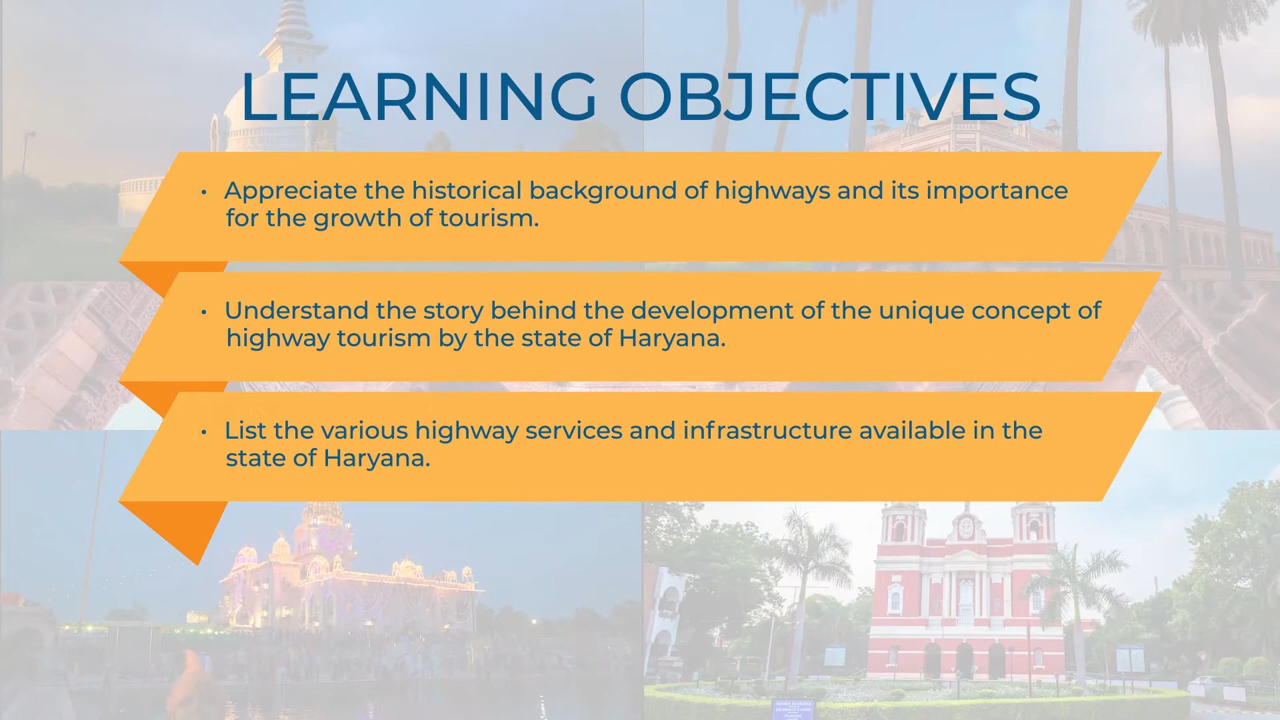 LEARNING OBJECTIVES
• Appreciate the historical background of highways and its importance
for the growth of tourism.
• Understand the story behind the development of the unique concept of
highway tourism by the state of Haryana.
• List the various highway services and infrastructure available in the
state of Haryana.